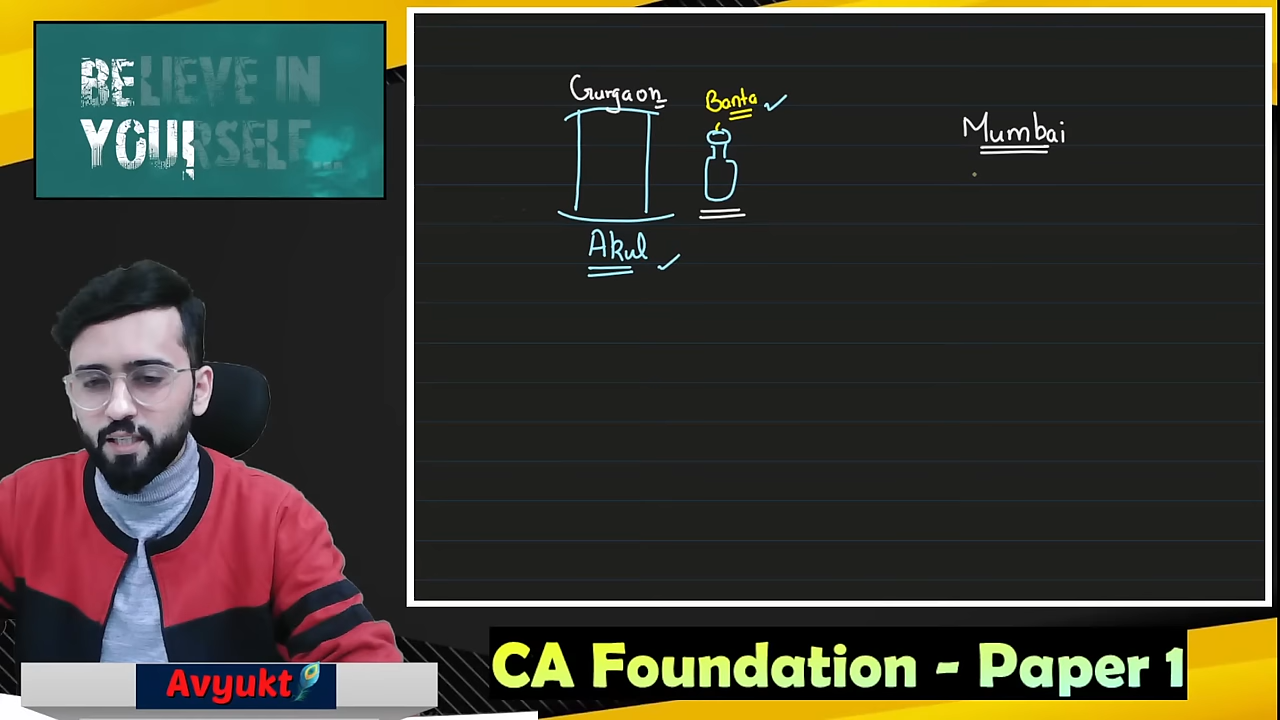 BELIEVE IN
YOURSELF...
Gurgaon
Banta
Mumbai
Akul
Avyukt
CA Foundation - Paper 1